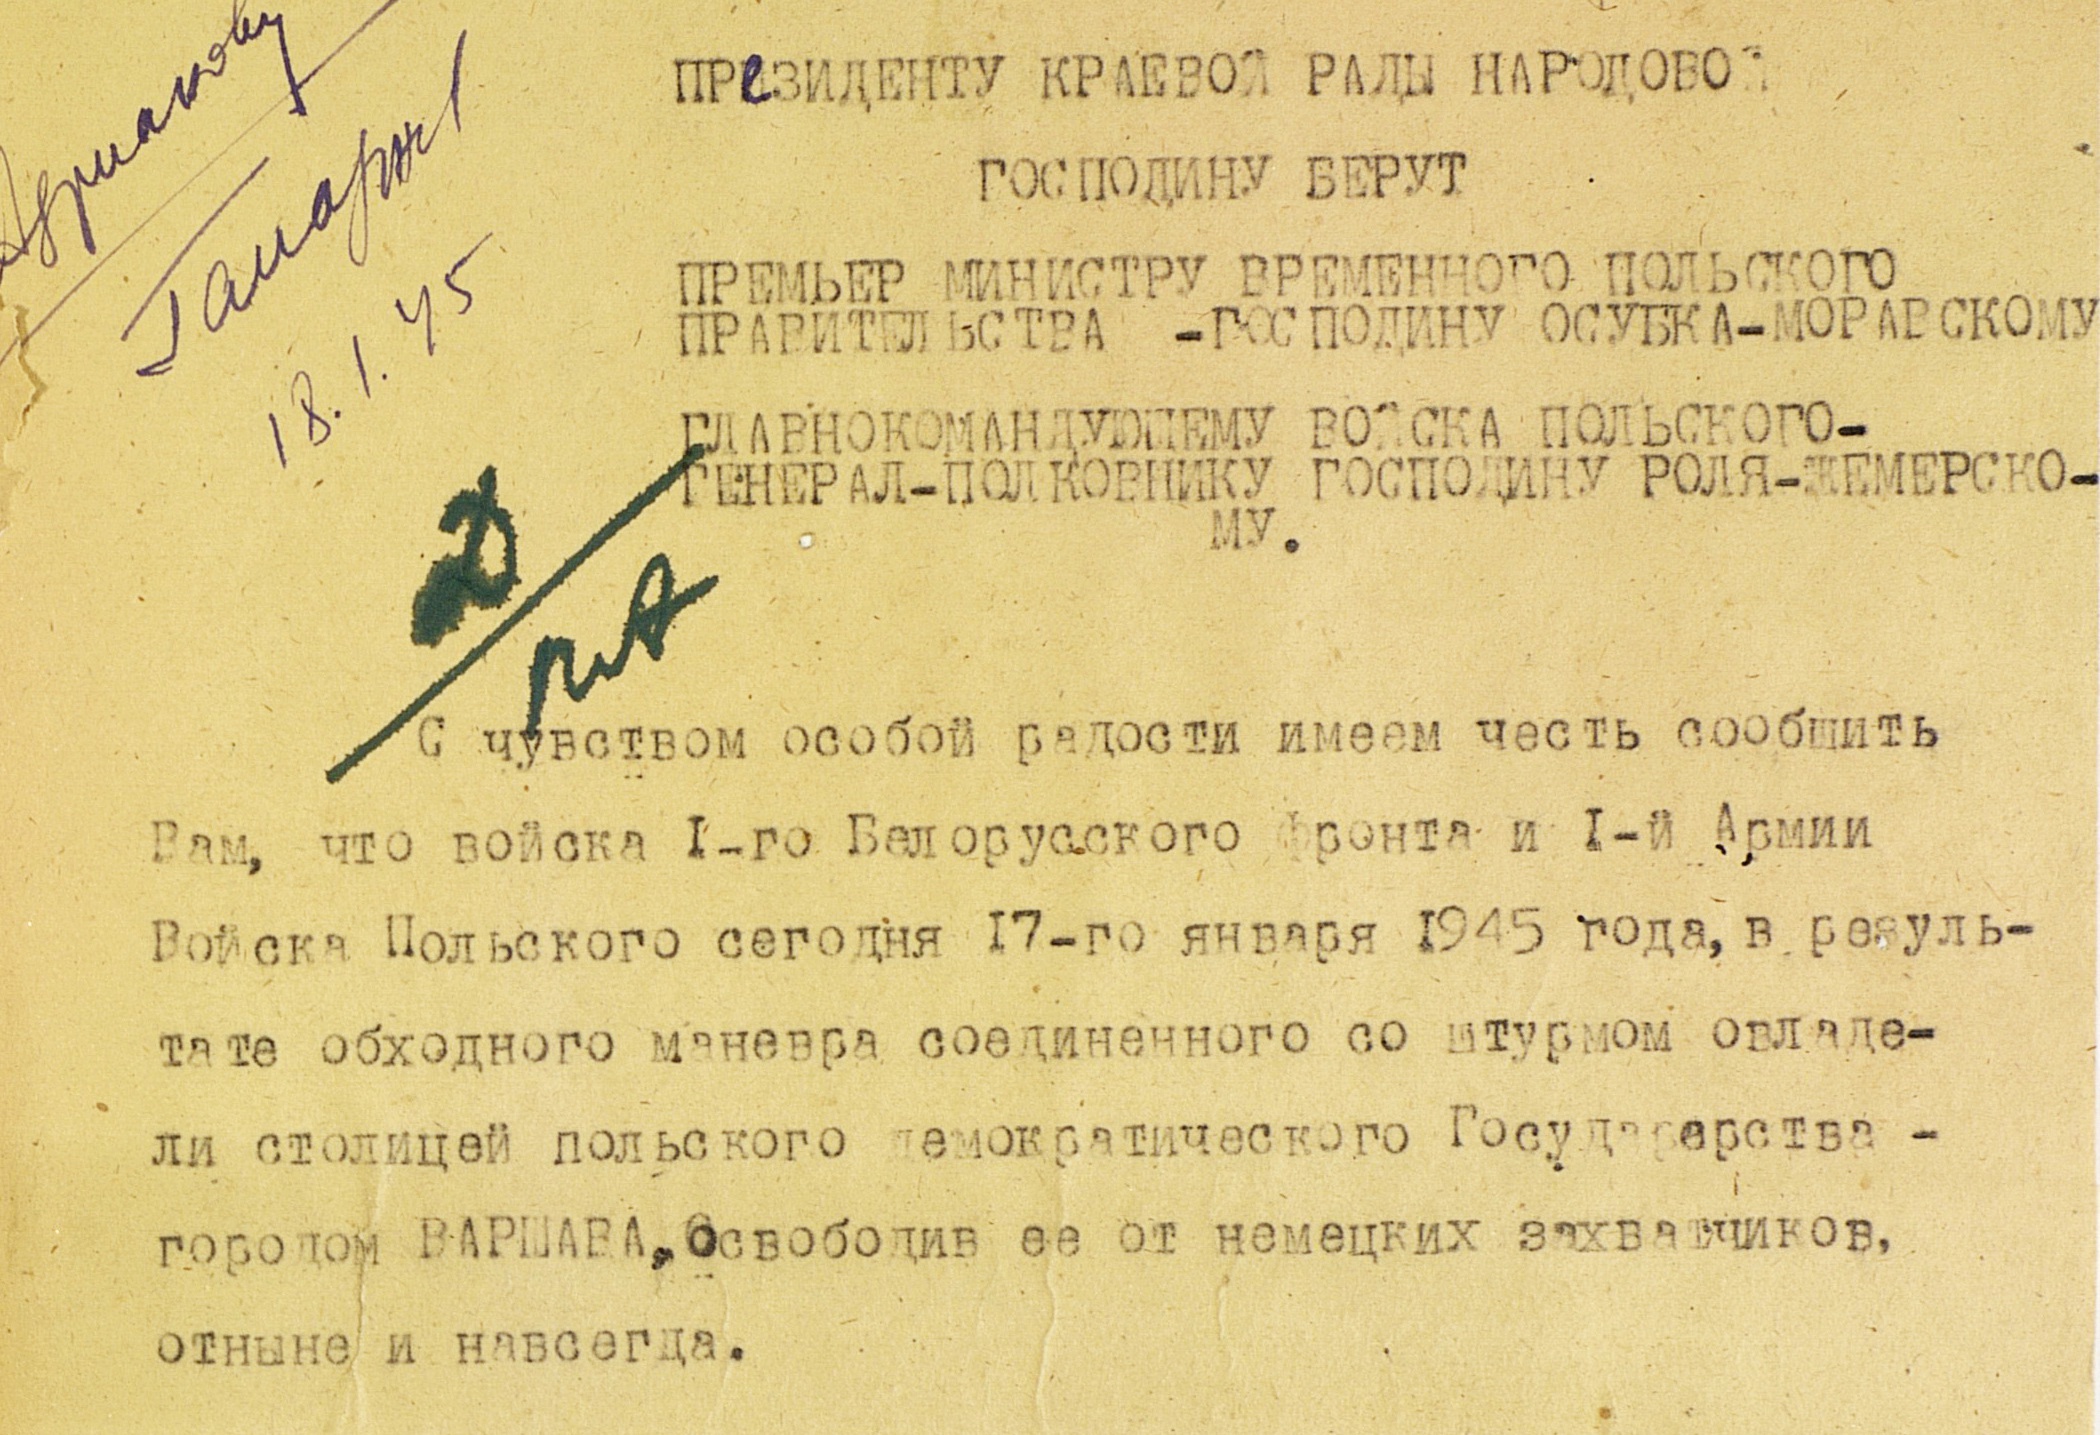 18.1.45
ПРеЗИДЕНТУ КРАЕВОЙ РАДЫ НАРОДОВОЙ
ГОСПОДИНУ БЕРУТ
ПРЕМЬЕР МИНИСТРУ ВРЕМЕННОГО ПОЛЬСКОГО
ПРАВИТЕЛЬСТВА -ГОСПОДИНУ ОСУБКА-МОРАВСКОМУ
ГЛАВНОКОМАНДУЮЩЕМУ ВОЙСКА ПОЛЬСКОГО-
ГЕНЕРАЛ-ПОЛКОВНИКУ ГОСПОДИНУ РОЛЯ-ЖЕМЕРСКО-
МУ.
С чувством особой радости имеем честь сообщить
Вам, что войска I-го Белорусского фронта и I-й Армии
Войска Польского сегодня 17-го января 1945 года, в резуль-
тате обходного маневра соединенного со штурмом овладе-
ли столицей польского демократического Государства -
городом ВАРШАВА, Освободив ее от немецких захватчиков,
отныне и навсегда.